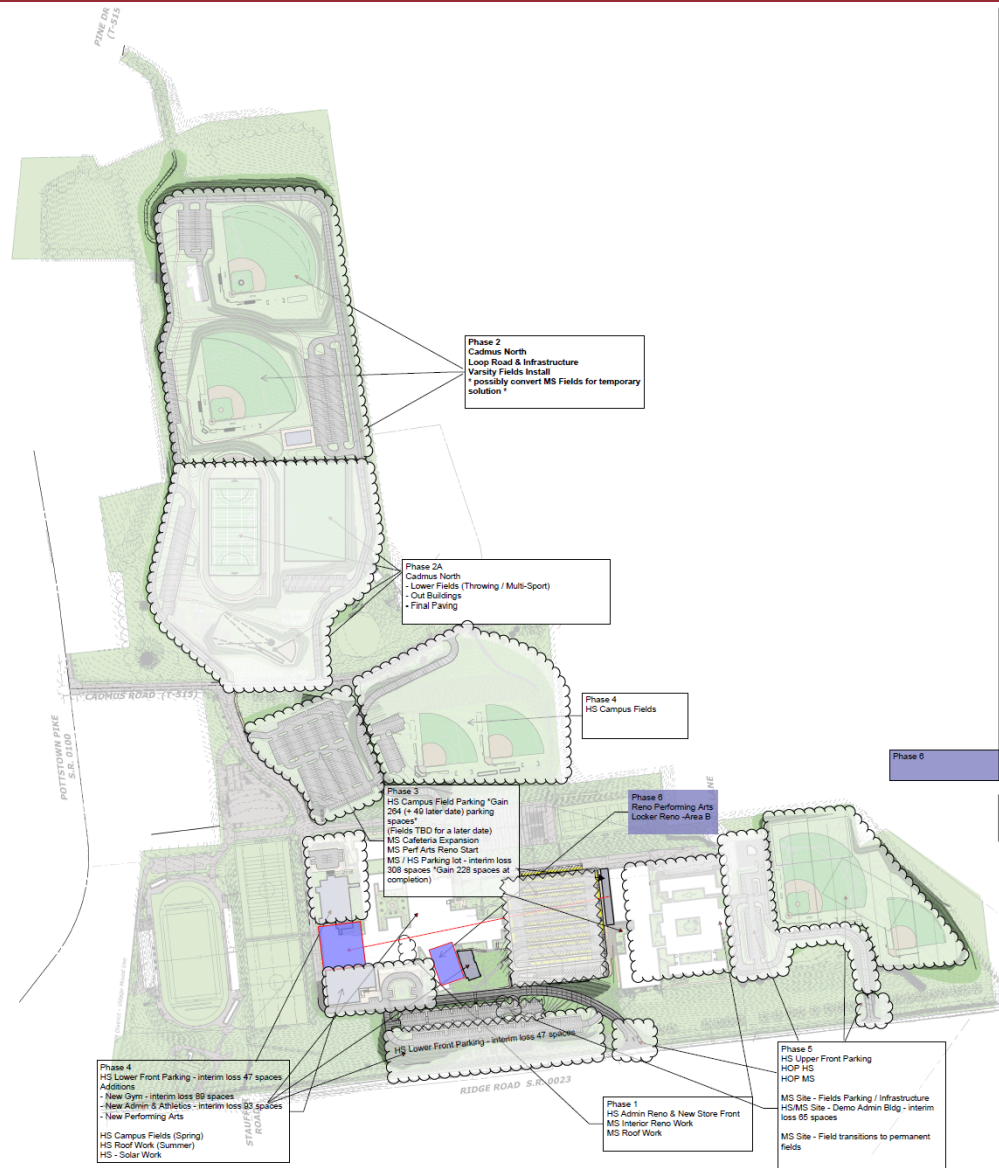 PINE DR
(T-515
Phase 2
Cadmus North
Loop Road & Infrastructure
Varsity Fields Install
* possibly convert MS Fields for temporary
solution *
Phase 2A
Cadmus North
- Lower Fields (Throwing / Multi-Sport)
- Out Buildings
- Final Paving
CADMUS ROAD (T-515)
POTTSTOWN PIKE
S.R. 0100
Phase 4
HS Campus Fields
Phase 6
LANE
Phase 3
HS Campus Field Parking *Gain
264 (+ 49 later date) parking
spaces*
(Fields TBD for a later date)
MS Cafeteria Expansion
MS Perf Arts Reno Start
MS / HS Parking lot - interim loss
308 spaces *Gain 228 spaces at
completion)
Phase 6
Reno Performing Arts
Locker Reno -Area B
HS Lower Front Parking - interim loss 47 spaces
RIDGE ROAD S.R. 0023
STAUFFER
ROAD
Phase 4
HS Lower Front Parking - interim loss 47 spaces
Additions
- New Gym - interim loss 89 spaces
- New Admin & Athletics - interim loss 93 spaces
- New Performing Arts
HS Campus Fields (Spring)
HS Roof Work (Summer)
HS - Solar Work
Phase 1
HS Admin Reno & New Store Front
MS Interior Reno Work
MS Roof Work
Phase 5
HS Upper Front Parking
HOP HS
HOP MS
MS Site - Fields Parking / Infrastructure
HS/MS Site - Demo Admin Bldg - interim
loss 65 spaces
MS Site - Field transitions to permanent
fields